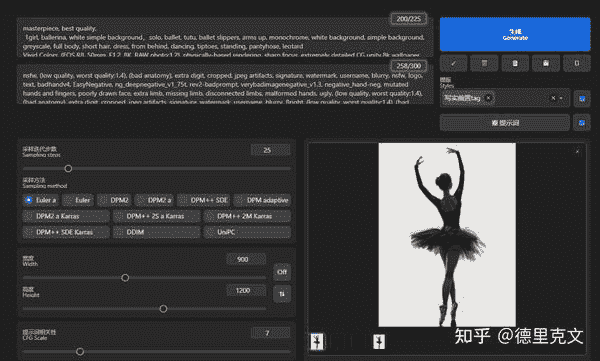 200/225
masterpiece, best quality,
1girl, ballerina, white simple background，solo, ballet, tutu, ballet slippers, arms up, monochrome, white background, simple background,
greyscale, full body, short hair, dress, from behind, dancing, tiptoes, standing, pantyhose, leotard
258/300
nsfw, (low quality, worst quality:1.4), (bad anatomy), extra digit, cropped, jpeg artifacts, signature, watermark, username, blurry, nsfw, logo,
text, badhandv4, EasyNegative, ng_deepnegative_v1_75t, rev2-badprompt, verybadimagenegative_v1.3, negative_hand-neg, mutated
hands and fingers, poorly drawn face, extra limb, missing limb, disconnected limbs, malformed hands, ugly, (low quality, worst quality:1.4),
生成
Generate
模板
Styles
写实前置tag
提示词
采样迭代步数
Sampling steps
25
采样方法
Sampling method
Euler a
Euler
DPM2
DPM2 a
DPM++ SDE
DPM adaptive
DPM2 a Karras
DPM++ 2S a Karras
DPM++ 2M Karras
DPM++ SDE Karras
DDIM
UniPC
宽度
Width
900
Off
高度
Height
1200
提示词相关性
CFG Scale
7
知乎 @德里克文